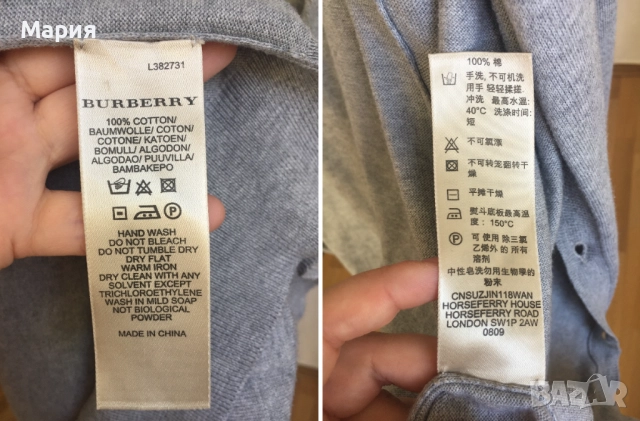 Мария
L382731
BURBERRY
100% COTTON/
BAUMWOLLE/ COTON/
COTONE/ KATOEN/
BOMULL/ ALGODON/
ALGODAO/ PUUVILLA/
BAMBAKEPO
HAND WASH
DO NOT BLEACH
DO NOT TUMBLE DRY
DRY FLAT
WARM IRON
DRY CLEAN WITH ANY
SOLVENT EXCEPT
TRICHLOROETHYLENE
WASH IN MILD SOAP
NOT BIOLOGICAL
POWDER
MADE IN CHINA
100% 棉
手洗, 不可机洗
用手 轻轻揉搓.
冲洗 最高水温:
40°C 洗涤时间:
短
不可氯漂
不可转笼翻转干
燥
平摊干燥
熨斗底板最高温
度: 150°C
可 使用 除三氯
乙烯外 的 所有
溶剂
中性皂洗勿用生物學的
粉末
CNSUZJIN118WAN
HORSEFERRY HOUSE
HORSEFERRY ROAD
LONDON SW1P 2AW
0809
BAZAR